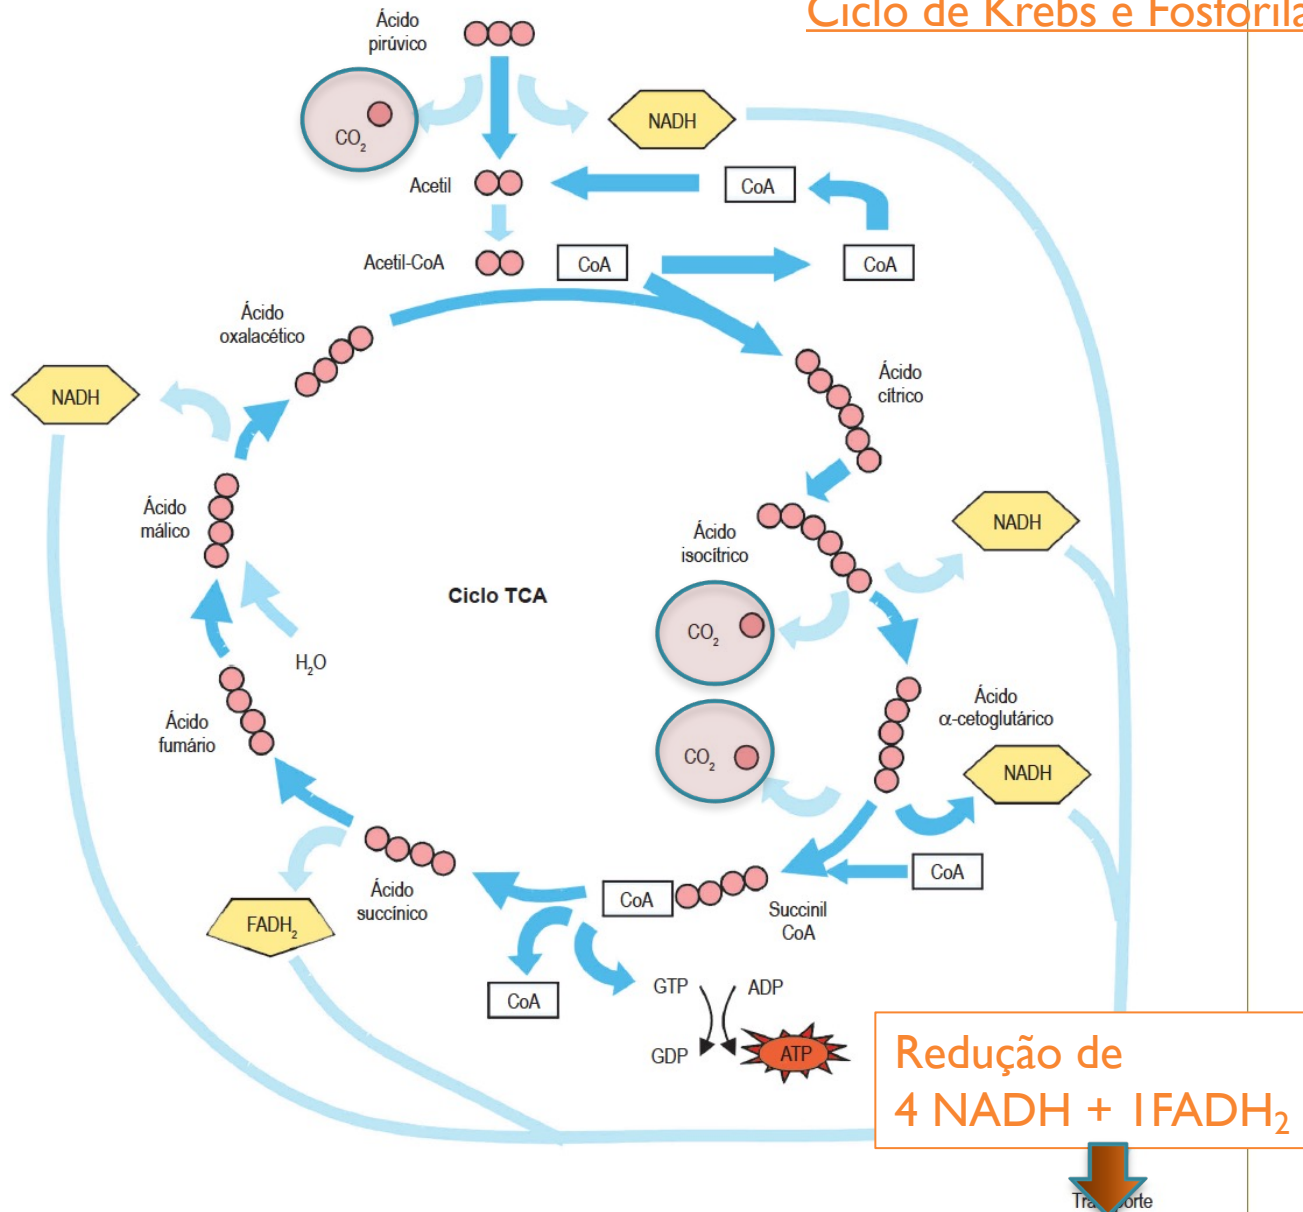 Ciclo de Krebs e Fosforila
Ácido
pirúvico
CO₂
NADH
Acetil
CoA
Acetil-CoA
CoA
CoA
Ácido
oxalacético
NADH
Ácido
cítrico
Ácido
málico
Ácido
isocítrico
NADH
Ciclo TCA
CO₂
H₂O
Ácido
α-cetoglutárico
Ácido
fumário
CO₂
NADH
CoA
Ácido
succínico
CoA
Succinil
CoA
FADH₂
CoA
GTP
ADP
GDP
ATP
Redução de
4 NADH + 1FADH₂